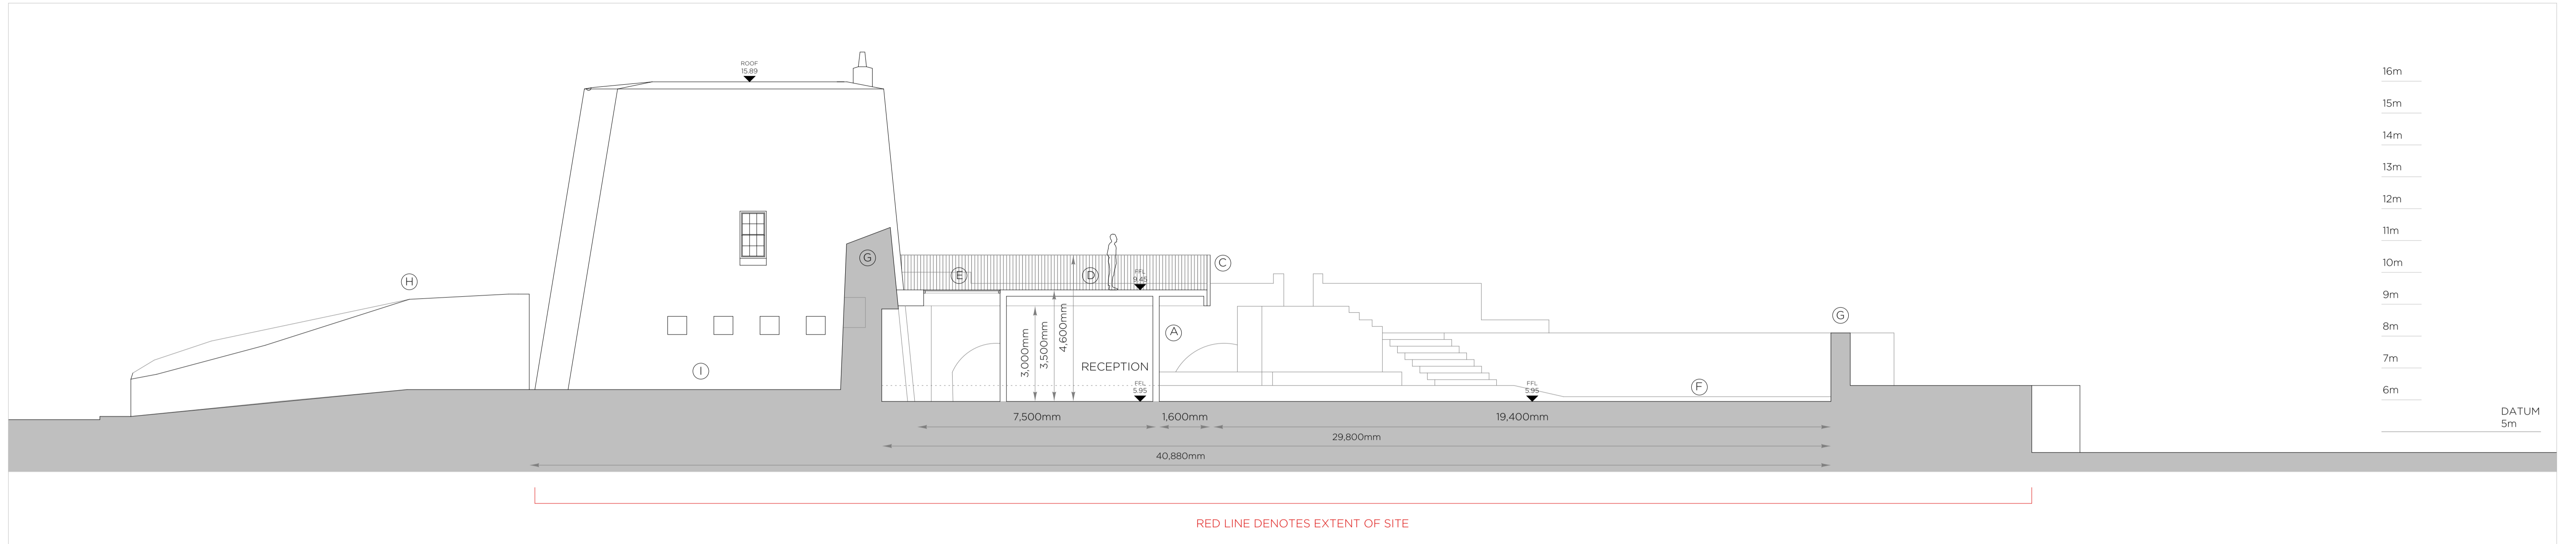 ROOF
15.89
16m
15m
14m
13m
12m
11m
10m
9m
8m
7m
6m
DATUM
5m
H
G
E
D
C
FFL
9.45
A
G
I
F
3,000mm
3,500mm
4,600mm
RECEPTION
FFL
5.95
FFL
5.95
7,500mm
1,600mm
19,400mm
29,800mm
40,880mm
RED LINE DENOTES EXTENT OF SITE